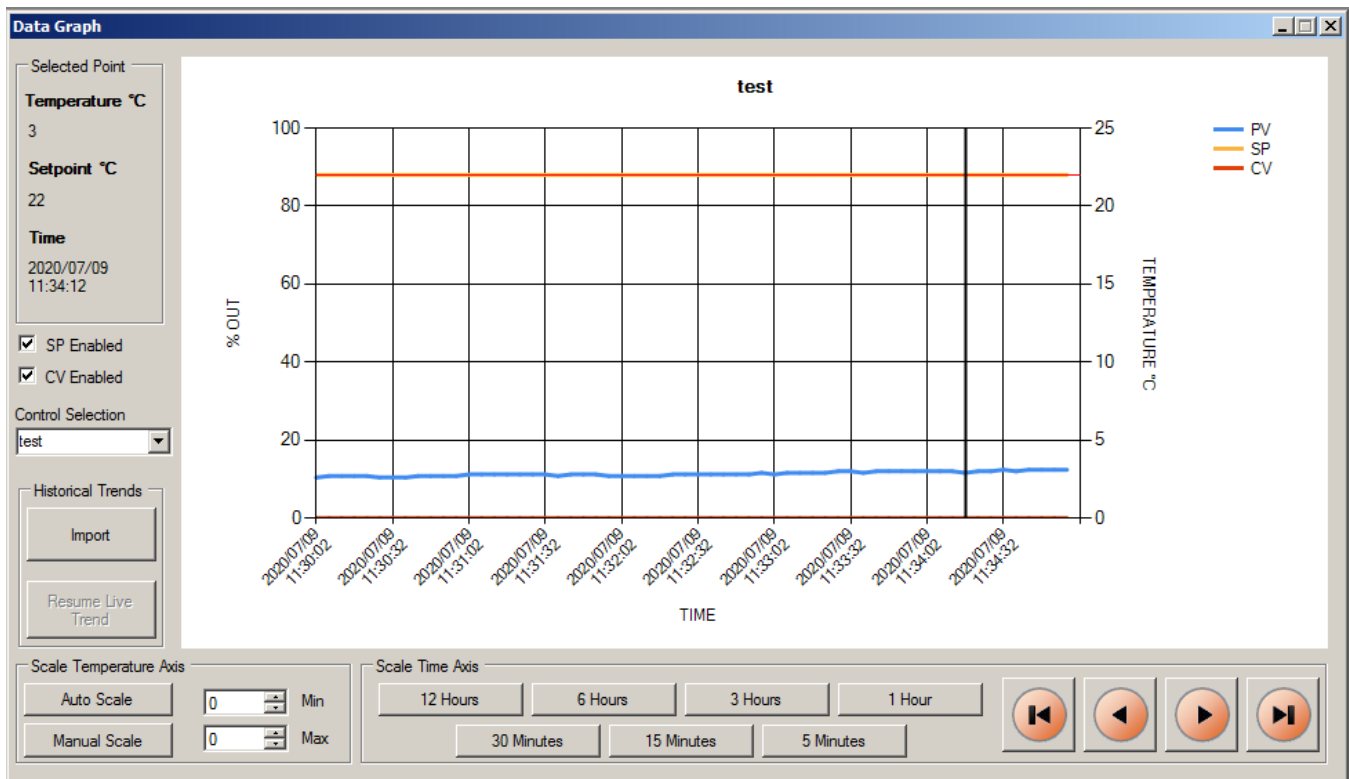 Data Graph
Selected Point
Temperature °C
3
Setpoint °C
22
Time
2020/07/09
11:34:12
SP Enabled
CV Enabled
Control Selection
test
Historical Trends
Import
Resume Live
Trend
test
100
80
60
40
20
0
% OUT
25
20
15
10
5
0
TEMPERATURE °C
PV
SP
CV
2020/07/09
11:30:02
2020/07/09
11:30:32
2020/07/09
11:31:02
2020/07/09
11:31:32
2020/07/09
11:32:02
2020/07/09
11:32:32
2020/07/09
11:33:02
2020/07/09
11:33:32
2020/07/09
11:34:02
2020/07/09
11:34:32
TIME
Scale Temperature Axis
Auto Scale
0
Min
Manual Scale
0
Max
Scale Time Axis
12 Hours
6 Hours
3 Hours
1 Hour
30 Minutes
15 Minutes
5 Minutes